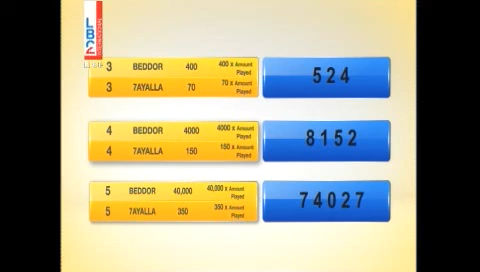 LB2
3 BEDDOR 400 400 x Amount Played
3 7AYALLA 70 70 x Amount Played
524
4 BEDDOR 4000 4000 x Amount Played
4 7AYALLA 150 150 x Amount Played
8152
5 BEDDOR 40,000 40,000 x Amount Played
5 7AYALLA 350 350 x Amount Played
74027